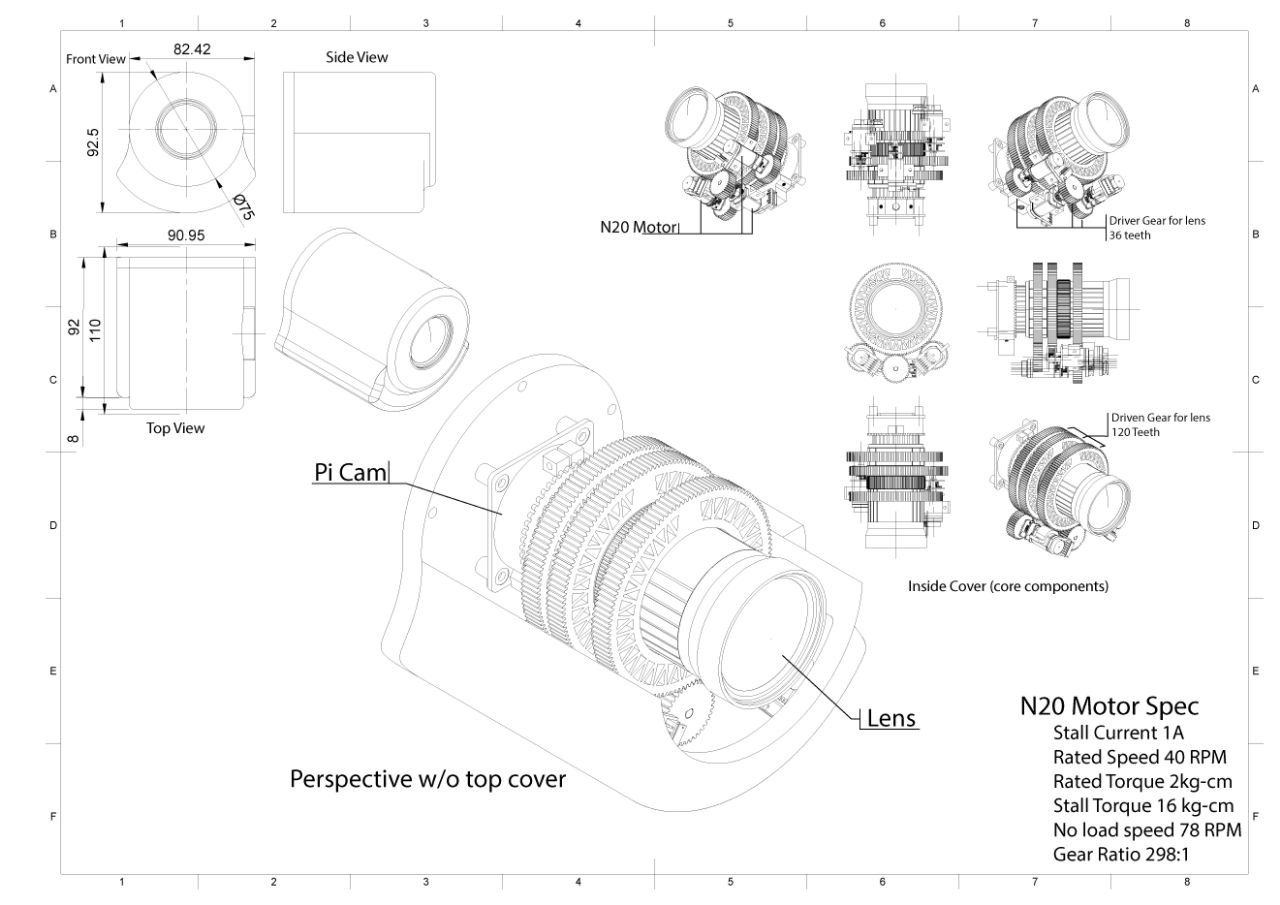 1 2 3 4 5 6 7 8
A A
Front View
82.42
Side View
92.5
Ø75
N20 Motor
Driver Gear for lens
36 teeth
B B
90.95
92
110
8
Top View
C C
Driven Gear for lens
120 Teeth
Pi Cam
D D
Inside Cover (core components)
E E
Lens
N20 Motor Spec
Stall Current 1A
Rated Speed 40 RPM
Rated Torque 2kg-cm
Stall Torque 16 kg-cm
No load speed 78 RPM
Gear Ratio 298:1
Perspective w/o top cover
F F
1 2 3 4 5 6 7 8